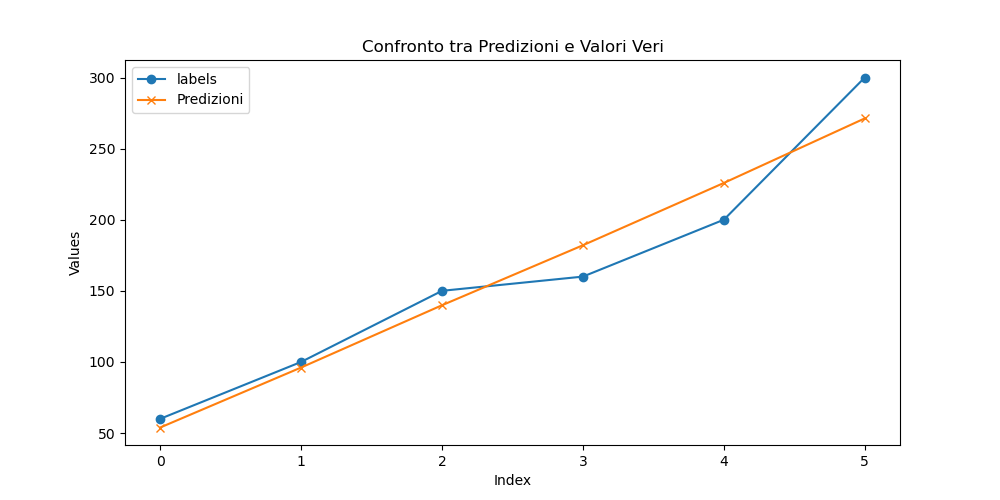 Confronto tra Predizioni e Valori Veri
labels
Predizioni
300
250
200
150
100
50
Values
0 1 2 3 4 5
Index